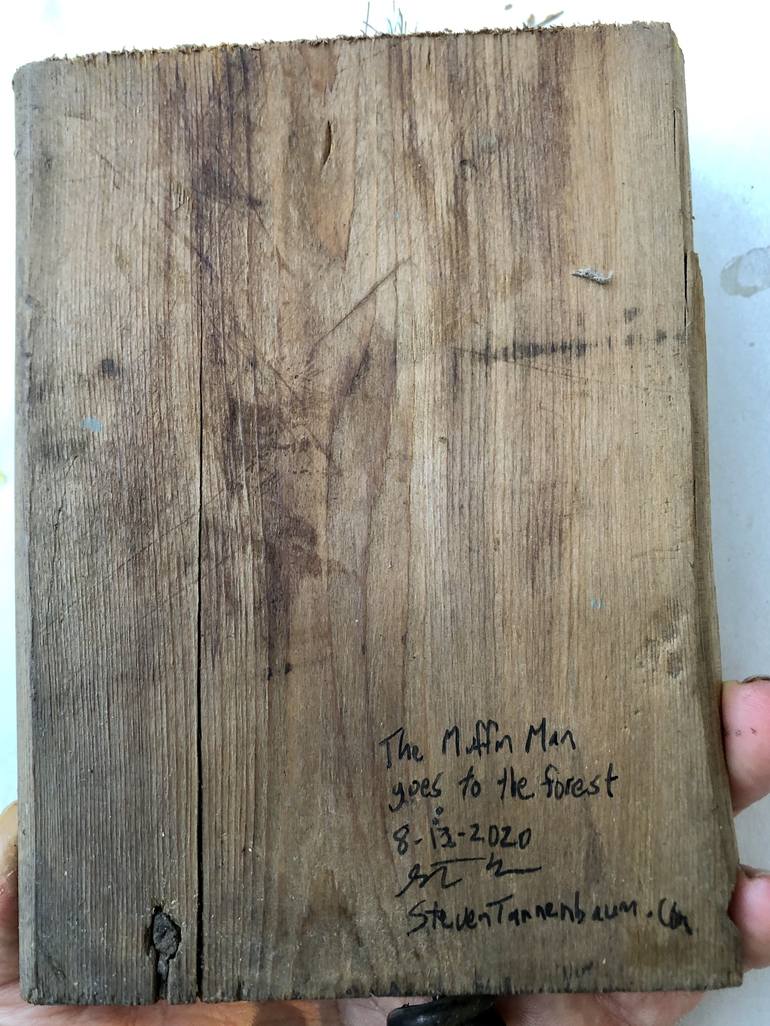 The Muffin Man
goes to the forest
8-13-2020
StevenTannenbaum.Com